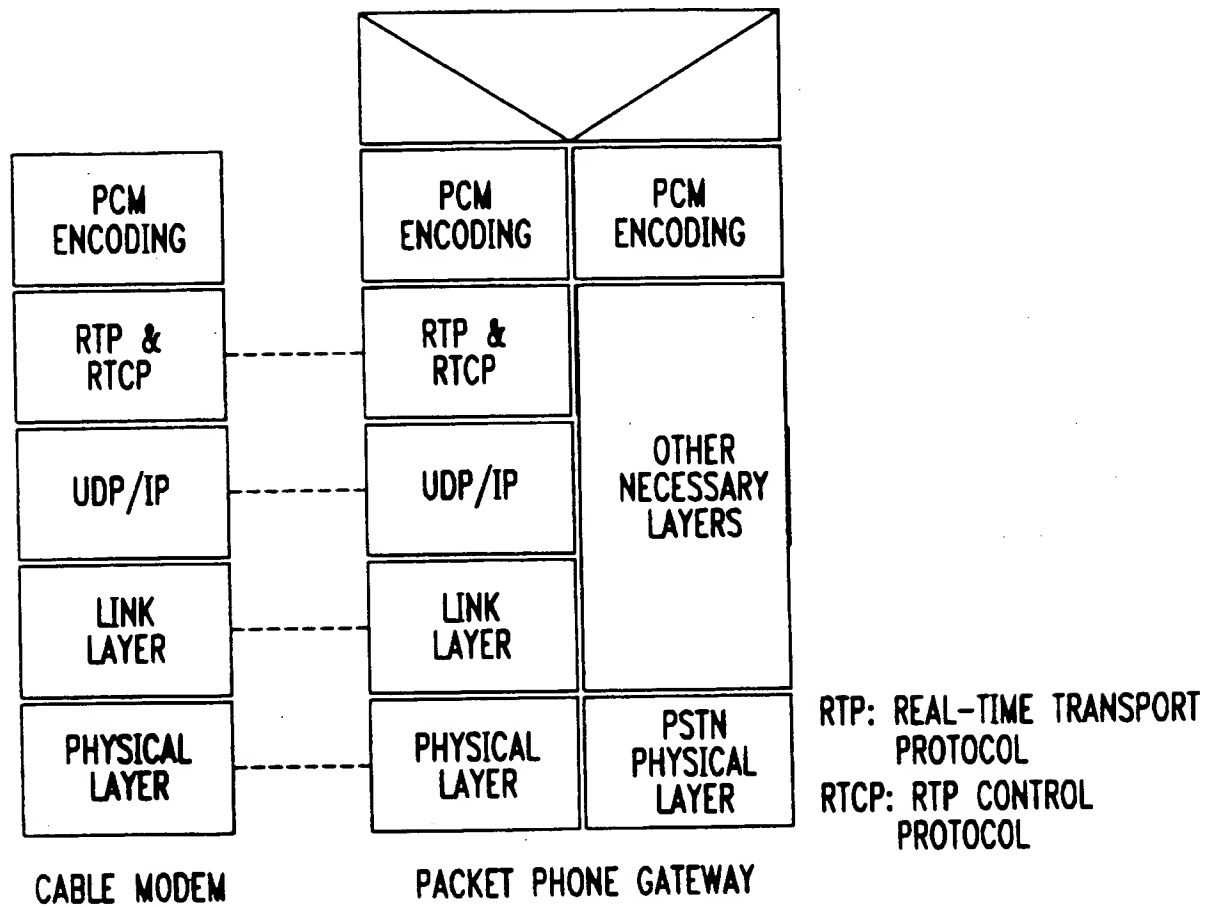 PCM
ENCODING
PCM
ENCODING
PCM
ENCODING
RTP &
RTCP
RTP &
RTCP
UDP/IP
UDP/IP
OTHER
NECESSARY
LAYERS
LINK
LAYER
LINK
LAYER
PHYSICAL
LAYER
PHYSICAL
LAYER
PSTN
PHYSICAL
LAYER
RTP: REAL-TIME TRANSPORT
PROTOCOL
RTCP: RTP CONTROL
PROTOCOL
CABLE MODEM
PACKET PHONE GATEWAY